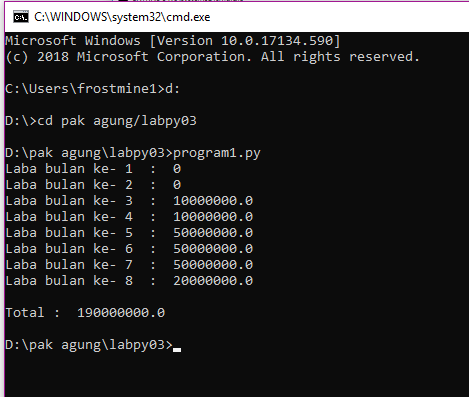 C:\WINDOWS\system32\cmd.exe
Microsoft Windows [Version 10.0.17134.590]
(c) 2018 Microsoft Corporation. All rights reserved.
C:\Users\frostmine1>d:
D:\>cd pak agung/labpy03
D:\pak agung\labpy03>program1.py
Laba bulan ke- 1  :  0
Laba bulan ke- 2  :  0
Laba bulan ke- 3  :  10000000.0
Laba bulan ke- 4  :  10000000.0
Laba bulan ke- 5  :  50000000.0
Laba bulan ke- 6  :  50000000.0
Laba bulan ke- 7  :  50000000.0
Laba bulan ke- 8  :  20000000.0
Total :  190000000.0
D:\pak agung\labpy03>